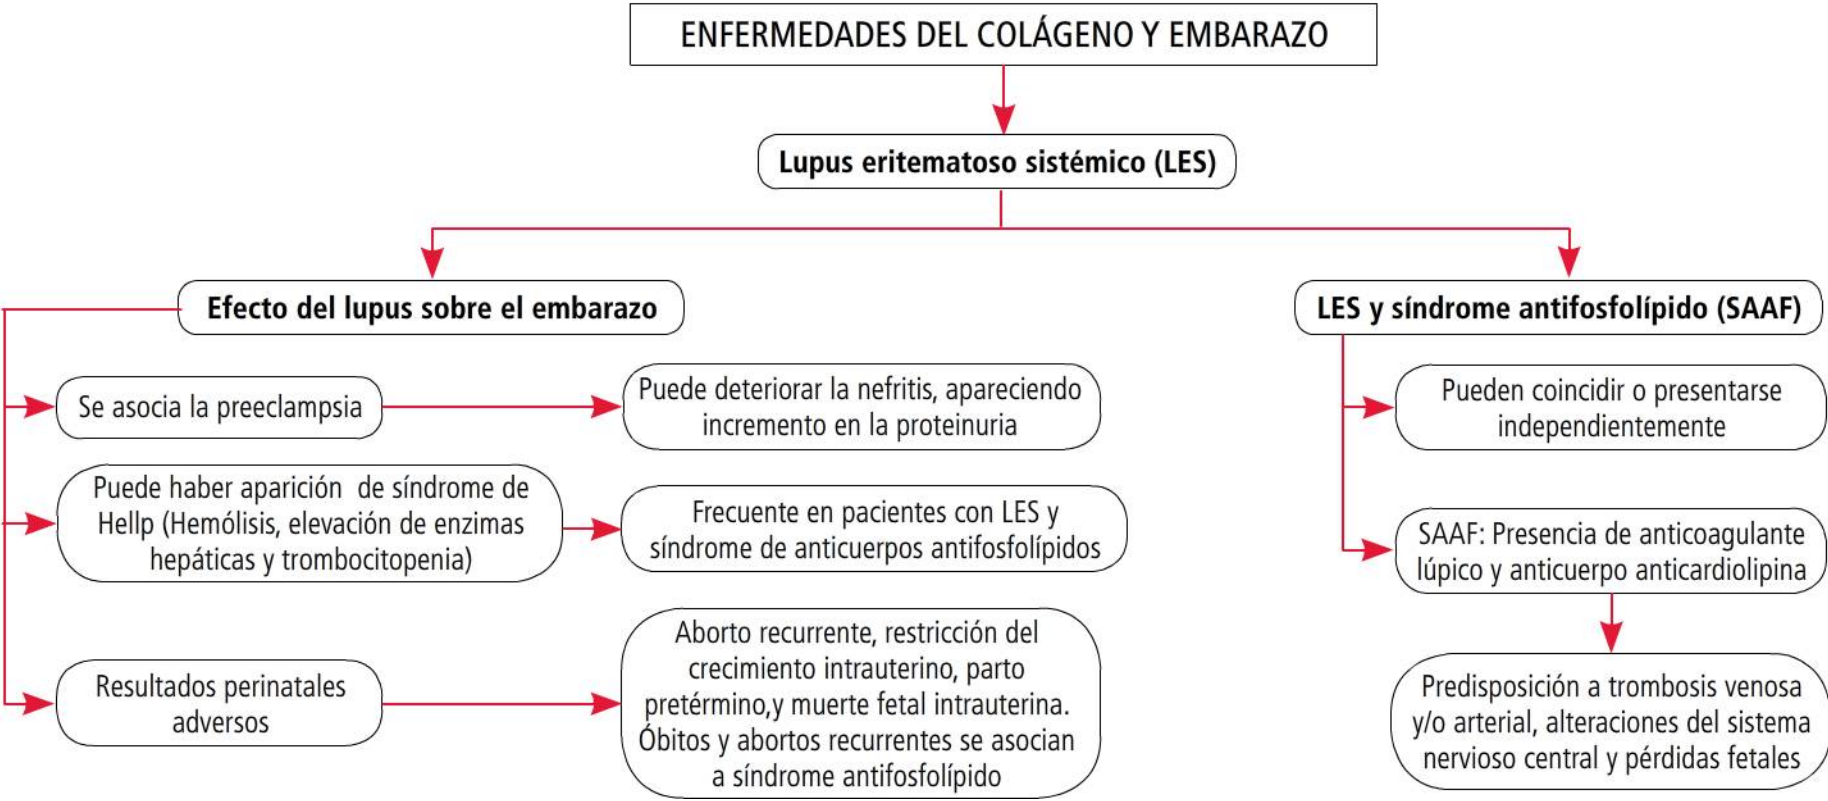 ENFERMEDADES DEL COLÁGENO Y EMBARAZO
Lupus eritematoso sistémico (LES)
Efecto del lupus sobre el embarazo
Se asocia la preeclampsia
Puede deteriorar la nefritis, apareciendo
incremento en la proteinuria
Puede haber aparición de síndrome de
Hellp (Hemólisis, elevación de enzimas
hepáticas y trombocitopenia)
Frecuente en pacientes con LES y
síndrome de anticuerpos antifosfolípidos
Resultados perinatales
adversos
Aborto recurrente, restricción del
crecimiento intrauterino, parto
pretérmino,y muerte fetal intrauterina.
Óbitos y abortos recurrentes se asocian
a síndrome antifosfolípido
LES y síndrome antifosfolípido (SAAF)
Pueden coincidir o presentarse
independientemente
SAAF: Presencia de anticoagulante
lúpico y anticuerpo anticardiolipina
Predisposición a trombosis venosa
y/o arterial, alteraciones del sistema
nervioso central y pérdidas fetales